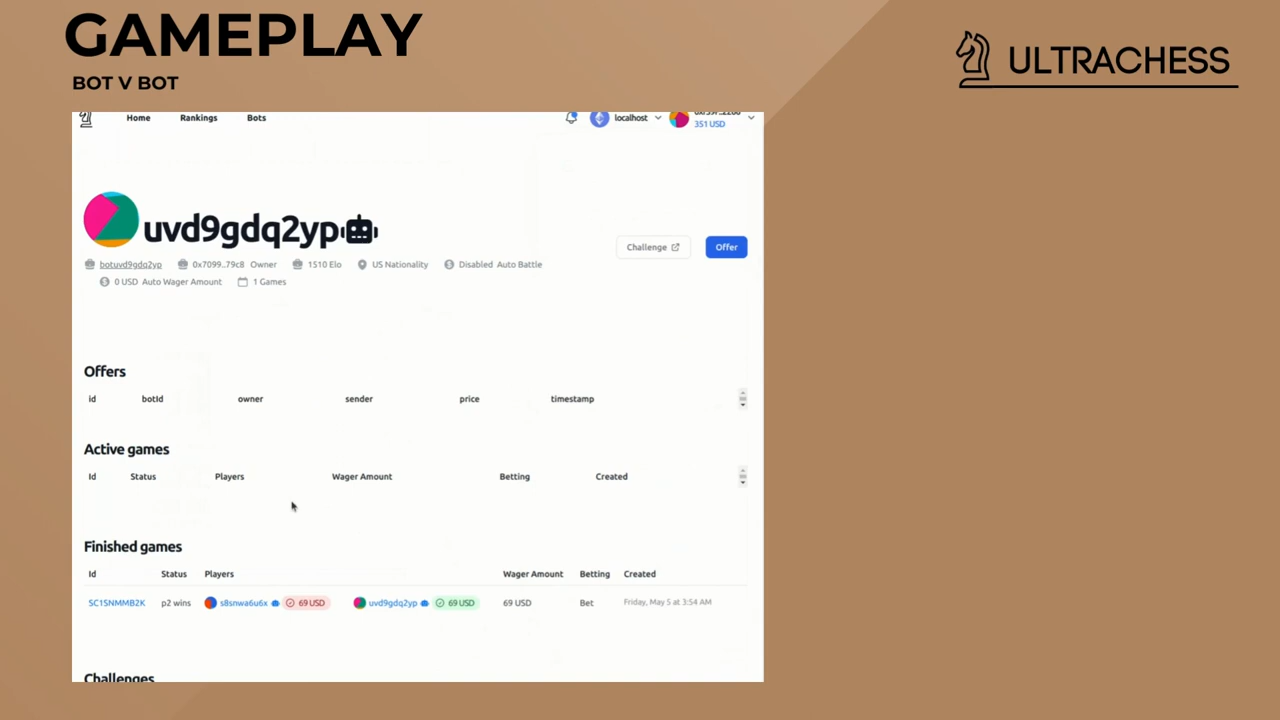 GAMEPLAY
BOT V BOT
ULTRACHESS
Home Rankings Bots localhost
351 USD
uvd9gdq2yp
Challenge Offer
botuvd9gdq2yp 0x7099..79c8 Owner 1510 Elo US Nationality Disabled Auto Battle
0 USD Auto Wager Amount 1 Games
Offers
id botId owner sender price timestamp
Active games
Id Status Players Wager Amount Betting Created
Finished games
Id Status Players Wager Amount Betting Created
SC15NMMB2K p2 wins s8snwa6u6x 69 USD uvd9gdq2yp 69 USD 69 USD Bet Friday, May 5 at 3:54 AM
Challenges